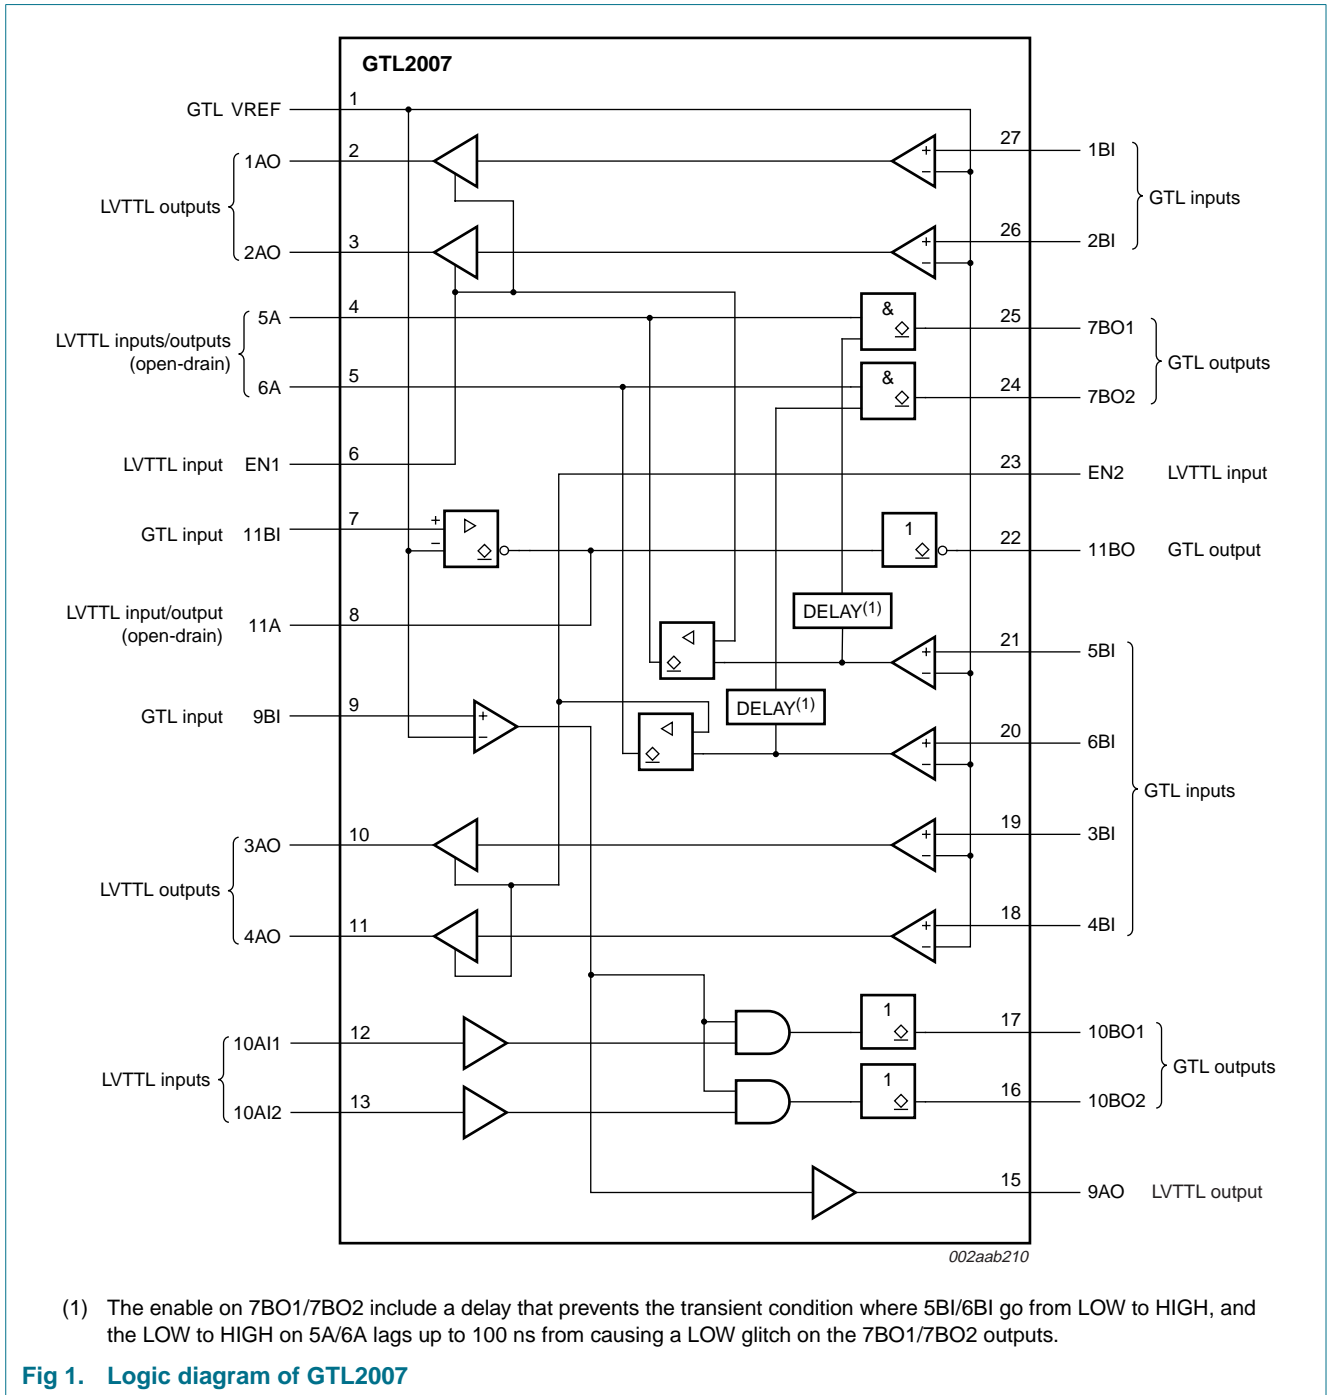 GTL2007
GTL VREF 1
27 1BI
1AO 2
LVTTL outputs
GTL inputs
26 2BI
2AO 3
5A 4
&
25 7BO1
LVTTL inputs/outputs
(open-drain)
GTL outputs
6A 5
&
24 7BO2
LVTTL input EN1 6
23 EN2 LVTTL input
GTL input 11BI 7
+
−
1
22 11BO GTL output
LVTTL input/output
(open-drain)
11A 8
DELAY(1)
+
−
21 5BI
GTL input 9BI 9
+
−
DELAY(1)
+
−
20 6BI
GTL inputs
3AO 10
+
−
19 3BI
LVTTL outputs
4AO 11
+
−
18 4BI
10AI1 12
1
17 10BO1
LVTTL inputs
GTL outputs
10AI2 13
1
16 10BO2
15 9AO LVTTL output
002aab210
(1) The enable on 7BO1/7BO2 include a delay that prevents the transient condition where 5BI/6BI go from LOW to HIGH, and
the LOW to HIGH on 5A/6A lags up to 100 ns from causing a LOW glitch on the 7BO1/7BO2 outputs.
Fig 1. Logic diagram of GTL2007